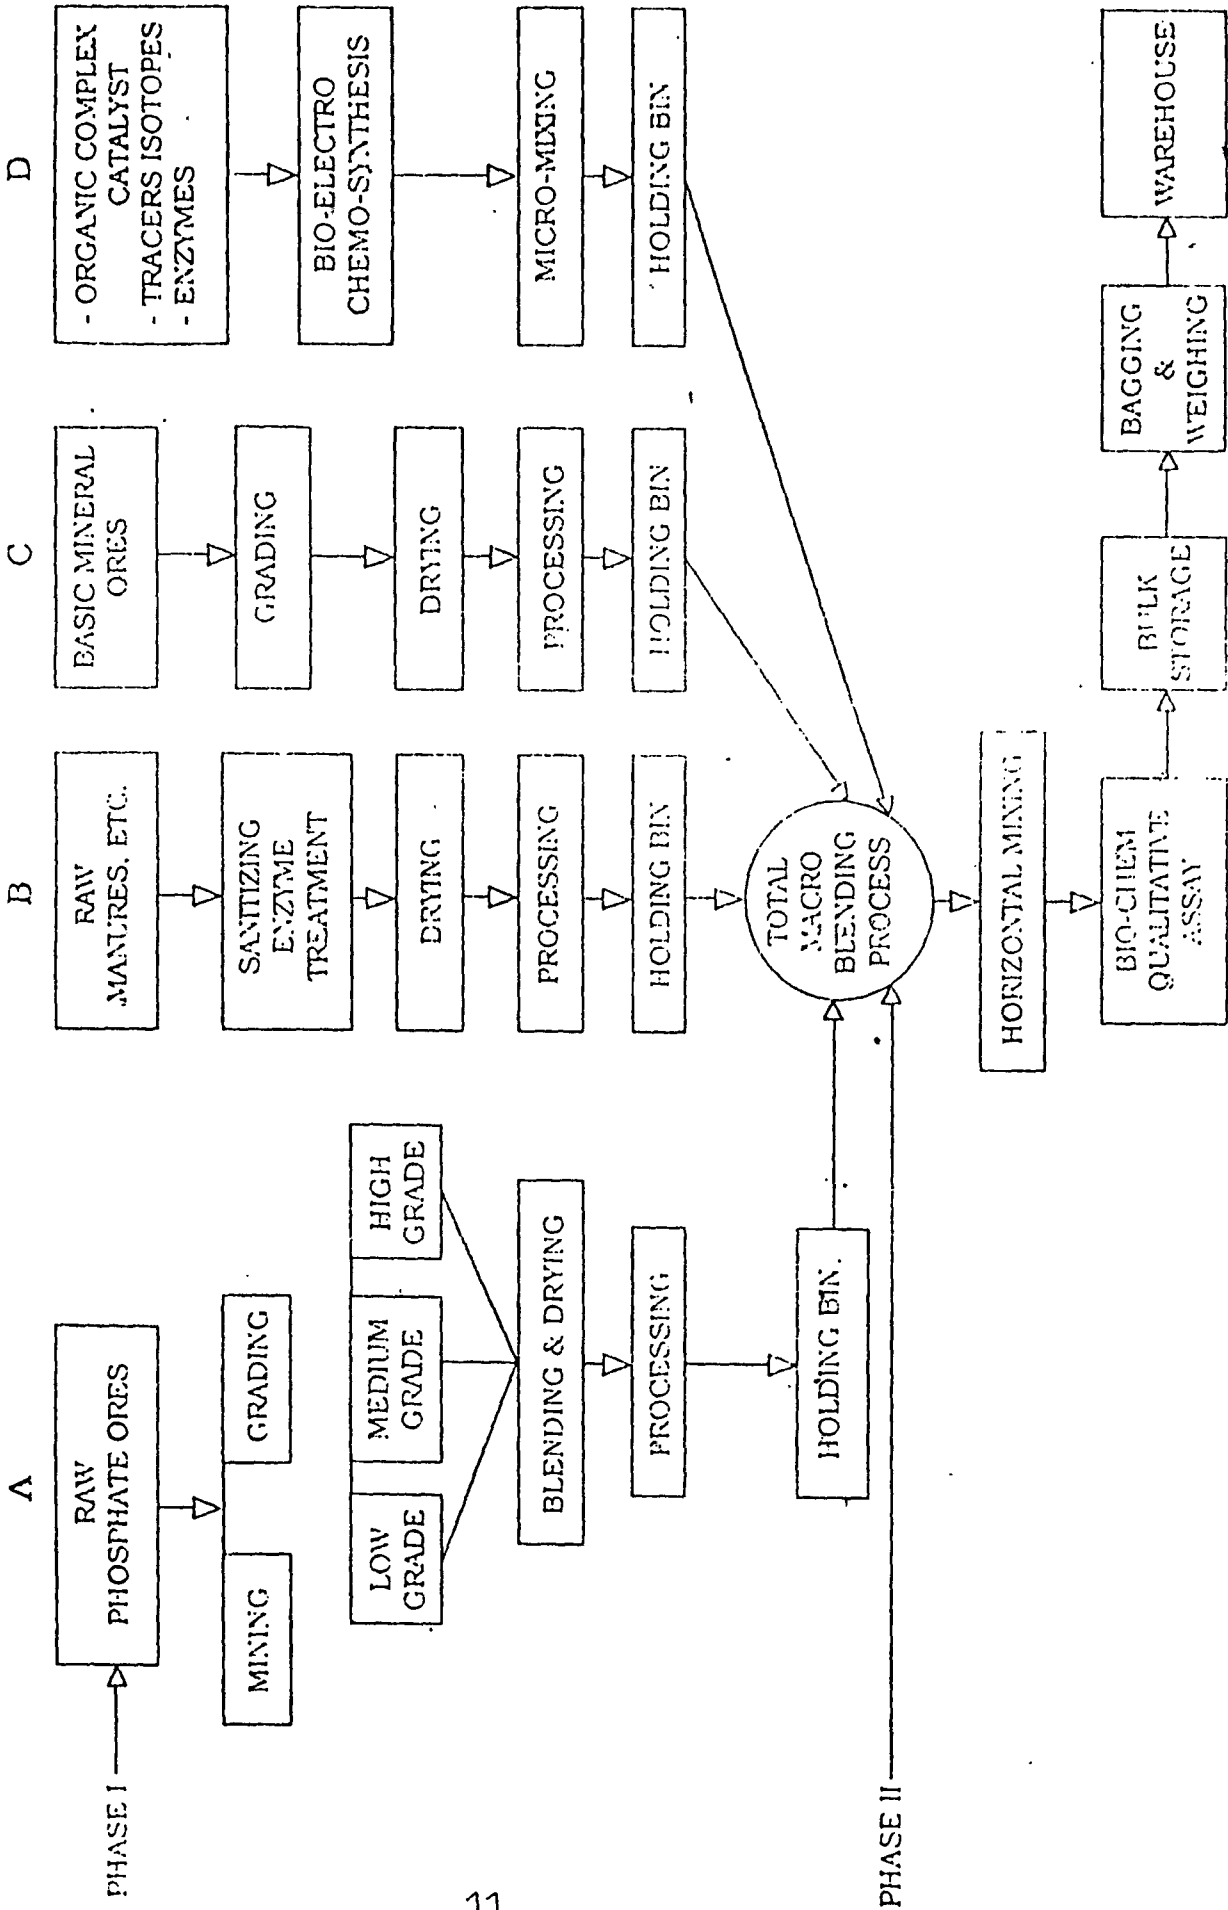 A
B
C
D
PHASE I
RAW
PHOSPHATE ORES
MINING
GRADING
LOW
GRADE
MEDIUM
GRADE
HIGH
GRADE
BLENDING & DRYING
PROCESSING
HOLDING BIN.
RAW
MANURES, ETC.
SANITIZING
ENZYME
TREATMENT
DRYING
PROCESSING
HOLDING BIN
BASIC MINERAL
ORES
GRADING
DRYING
PROCESSING
HOLDING BIN
- ORGANIC COMPLEX
CATALYST
- TRACERS ISOTOPES
- ENZYMES
BIO-ELECTRO
CHEMO-SYNTHESIS
MICRO-MIXING
HOLDING BIN
PHASE II
TOTAL
MACRO
BLENDING
PROCESS
HORIZONTAL MIXING
BIO-CHEM
QUALITATIVE
ASSAY
BULK
STORAGE
BAGGING
&
WEIGHING
WAREHOUSE
11